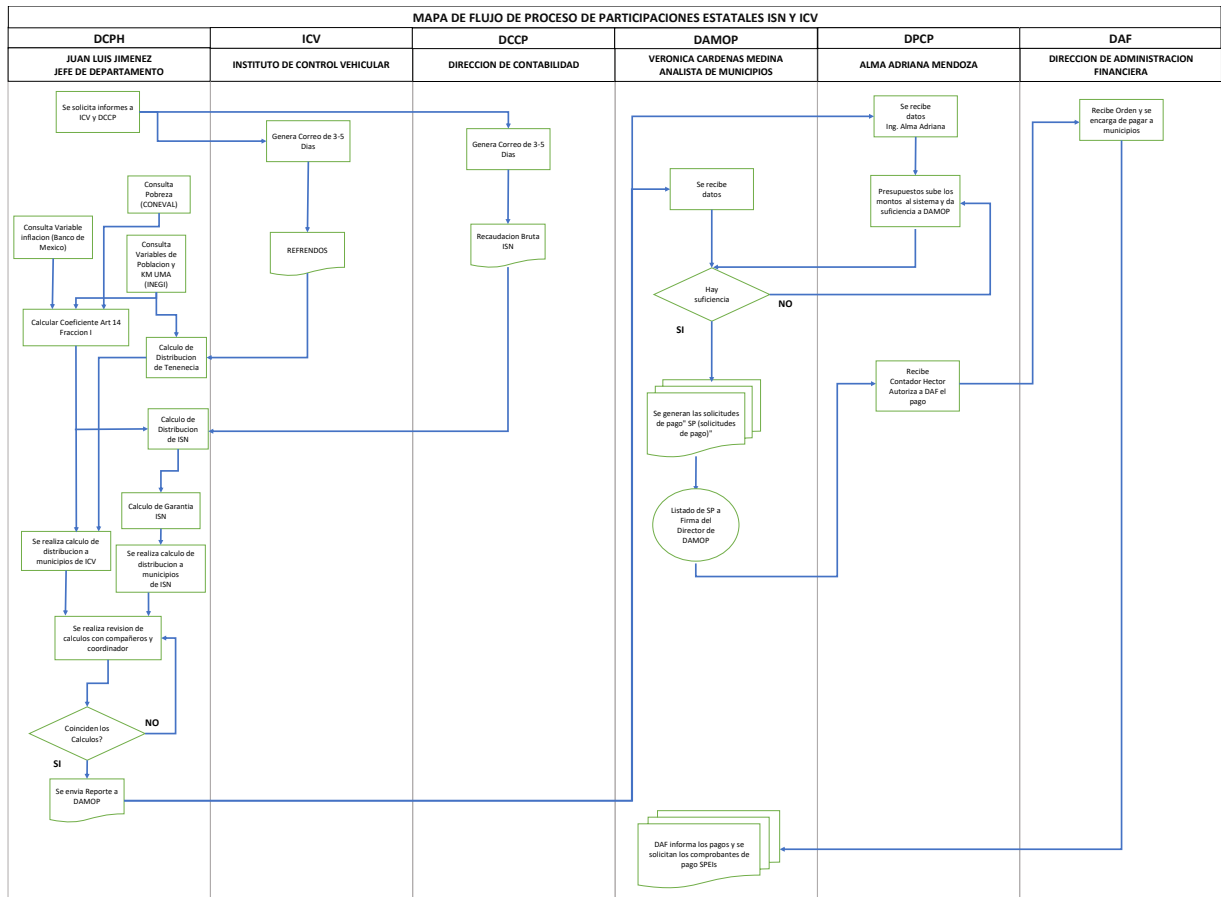 MAPA DE FLUJO DE PROCESO DE PARTICIPACIONES ESTATALES ISN Y ICV
DCPH
ICV
DCCP
DAMOP
DPCP
DAF
JUAN LUIS JIMENEZ
JEFE DE DEPARTAMENTO
INSTITUTO DE CONTROL VEHICULAR
DIRECCION DE CONTABILIDAD
VERONICA CARDENAS MEDINA
ANALISTA DE MUNICIPIOS
ALMA ADRIANA MENDOZA
DIRECCION DE ADMINISTRACION
FINANCIERA
Se solicita informes a
ICV y DCCP
Genera Correo de 3-5
Dias
Genera Correo de 3-5
Dias
Se recibe
datos
Ing. Alma Adriana
Recibe Orden y se
encarga de pagar a
municipios
Consulta
Pobreza
(CONEVAL)
Se recibe
datos
Presupuestos sube los
montos al sistema y da
suficiencia a DAMOP
Consulta Variable
inflacion (Banco de
Mexico)
Consulta
Variables de
Poblacion y
KM UMA
(INEGI)
REFRENDOS
Recaudacion Bruta
ISN
Hay
suficiencia
NO
SI
Calcular Coeficiente Art 14
Fraccion I
Calculo de
Distribucion
de Tenenecia
Recibe
Contador Hector
Autoriza a DAF el
pago
Calculo de
Distribucion
de ISN
Se generan las solicitudes
de pago" SP (solicitudes
de pago)"
Calculo de Garantia
ISN
Listado de SP a
Firma del
Director de
DAMOP
Se realiza calculo de
distribucion a
municipios de ICV
Se realiza calculo de
distribucion a
municipios
de ISN
Se realiza revision de
calculos con compañeros y
coordinador
Coinciden los
Calculos?
NO
SI
Se envia Reporte a
DAMOP
DAF informa los pagos y se
solicitan los comprobantes de
pago SPEIs